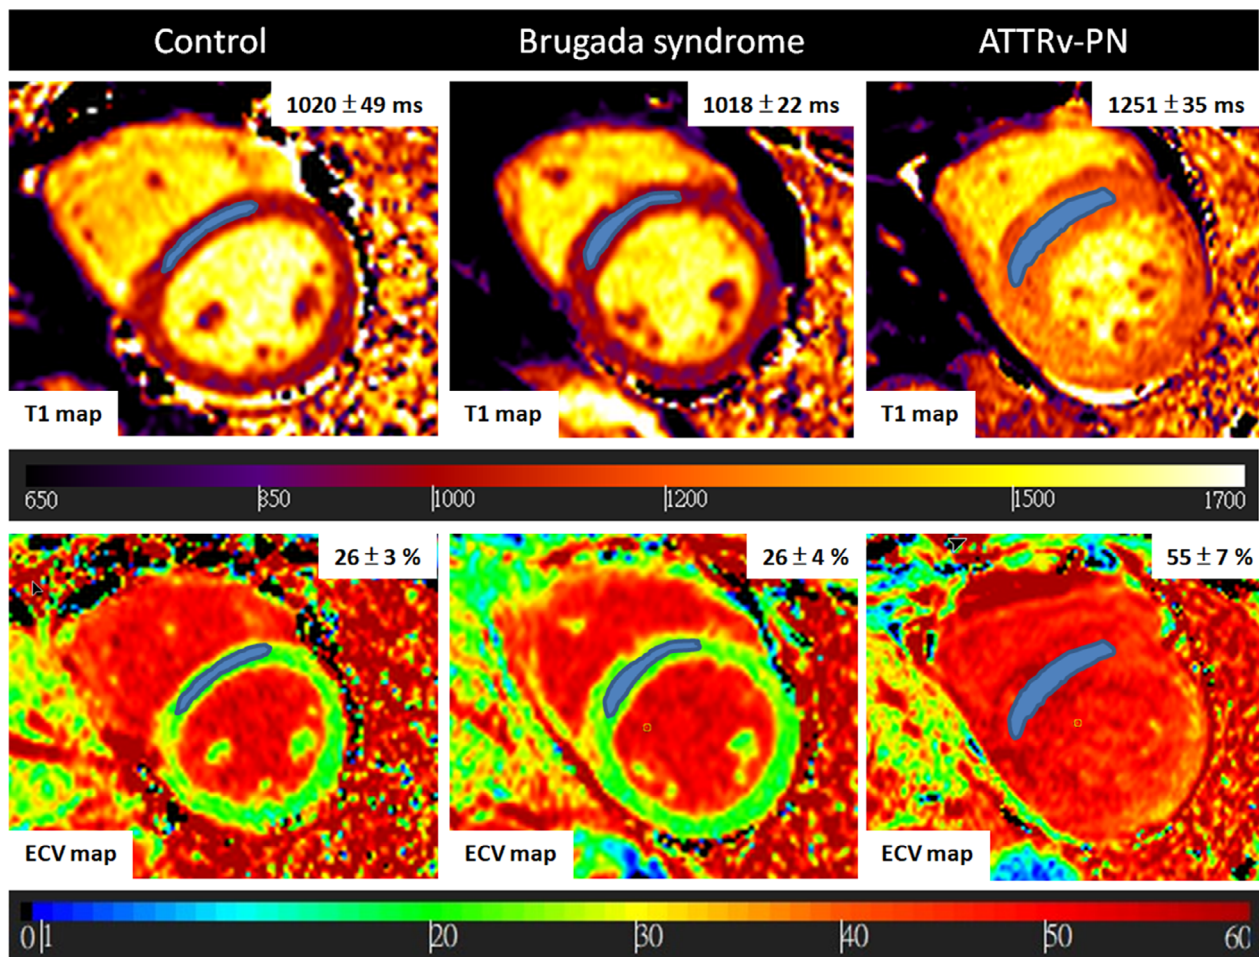 Control Brugada syndrome ATTRv-PN
1020 ± 49 ms 1018 ± 22 ms 1251 ± 35 ms
T1 map T1 map T1 map
650 850 1000 1200 1500 1700
26 ± 3 % 26 ± 4 % 55 ± 7 %
ECV map ECV map ECV map
0 1 20 30 40 50 60